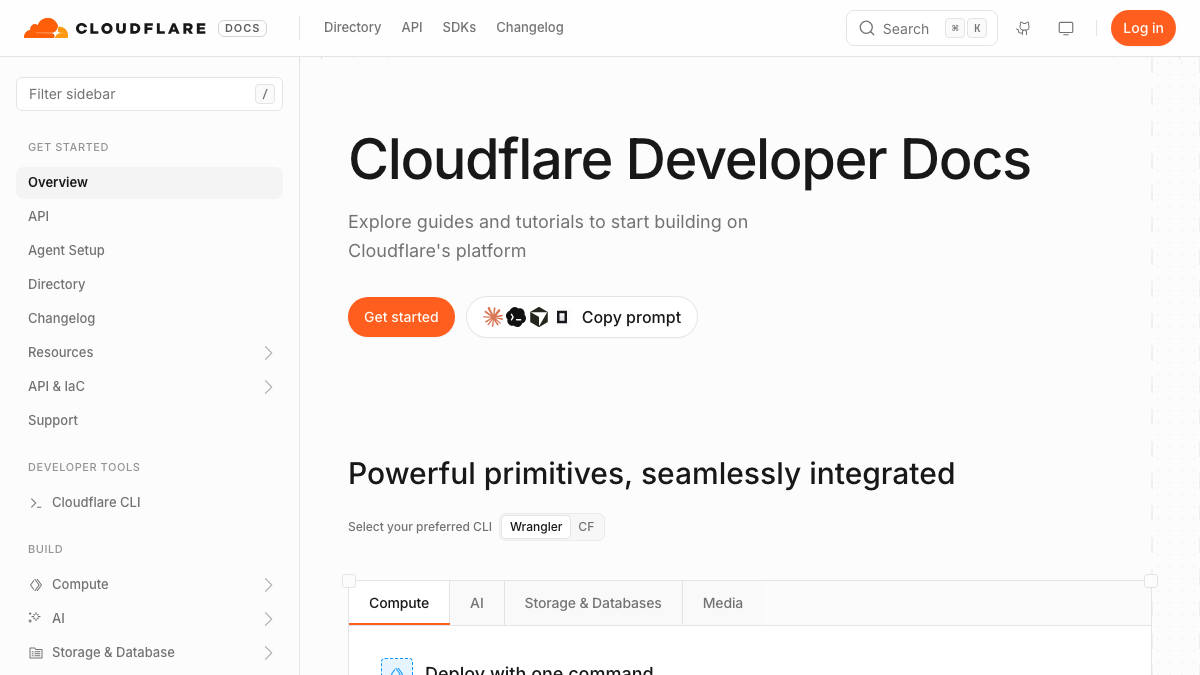 CLOUDFLARE DOCS
Directory API SDKs Changelog
Search ⌘ K
Log in
Filter sidebar /
GET STARTED
Overview
API
Agent Setup
Directory
Changelog
Resources
API & IaC
Support
DEVELOPER TOOLS
Cloudflare CLI
BUILD
Compute
AI
Storage & Database
Cloudflare Developer Docs
Explore guides and tutorials to start building on
Cloudflare's platform
Get started Copy prompt
Powerful primitives, seamlessly integrated
Select your preferred CLI Wrangler CF
Compute AI Storage & Databases Media
Deploy with one command